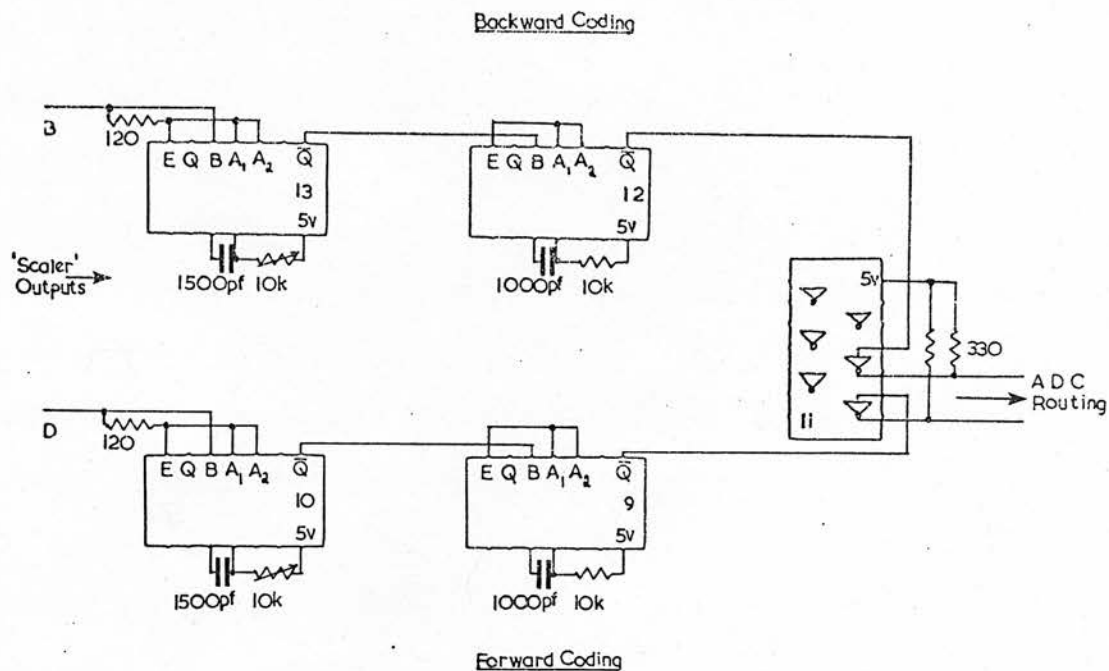 Backward Coding
B
120
E Q B A1 A2 Q̅
13
5v
1500pf 10k
E Q B A1 A2 Q̅
12
5v
1000pf 10k
'Scaler'
Outputs
5v
330
11
ADC
Routing
D
120
E Q B A1 A2 Q̅
10
5v
1500pf 10k
E Q B A1 A2 Q̅
9
5v
1000pf 10k
Forward Coding